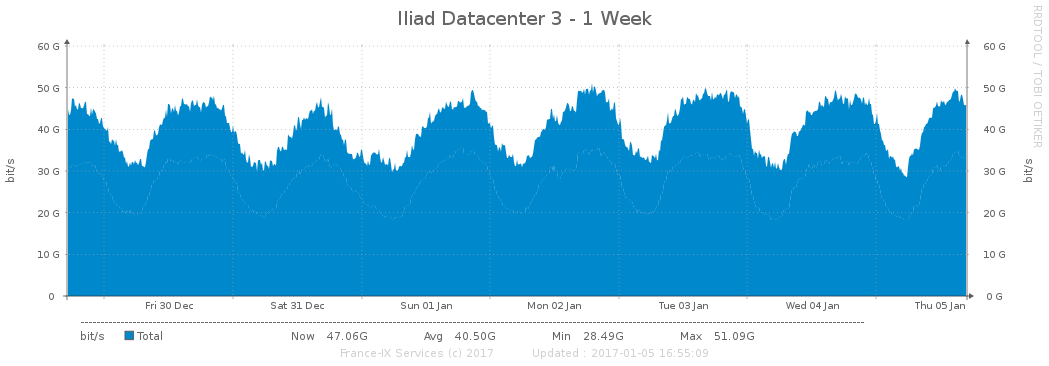 Iliad Datacenter 3 - 1 Week
RRDTOOL / TOBI OETIKER
60 G 60 G
50 G 50 G
40 G 40 G
30 G 30 G
20 G 20 G
10 G 10 G
0 0 G
bit/s bit/s
Fri 30 Dec Sat 31 Dec Sun 01 Jan Mon 02 Jan Tue 03 Jan Wed 04 Jan Thu 05 Jan
bit/s Total Now 47.06G Avg 40.50G Min 28.49G Max 51.09G
France-IX Services (c) 2017 Updated : 2017-01-05 16:55:09